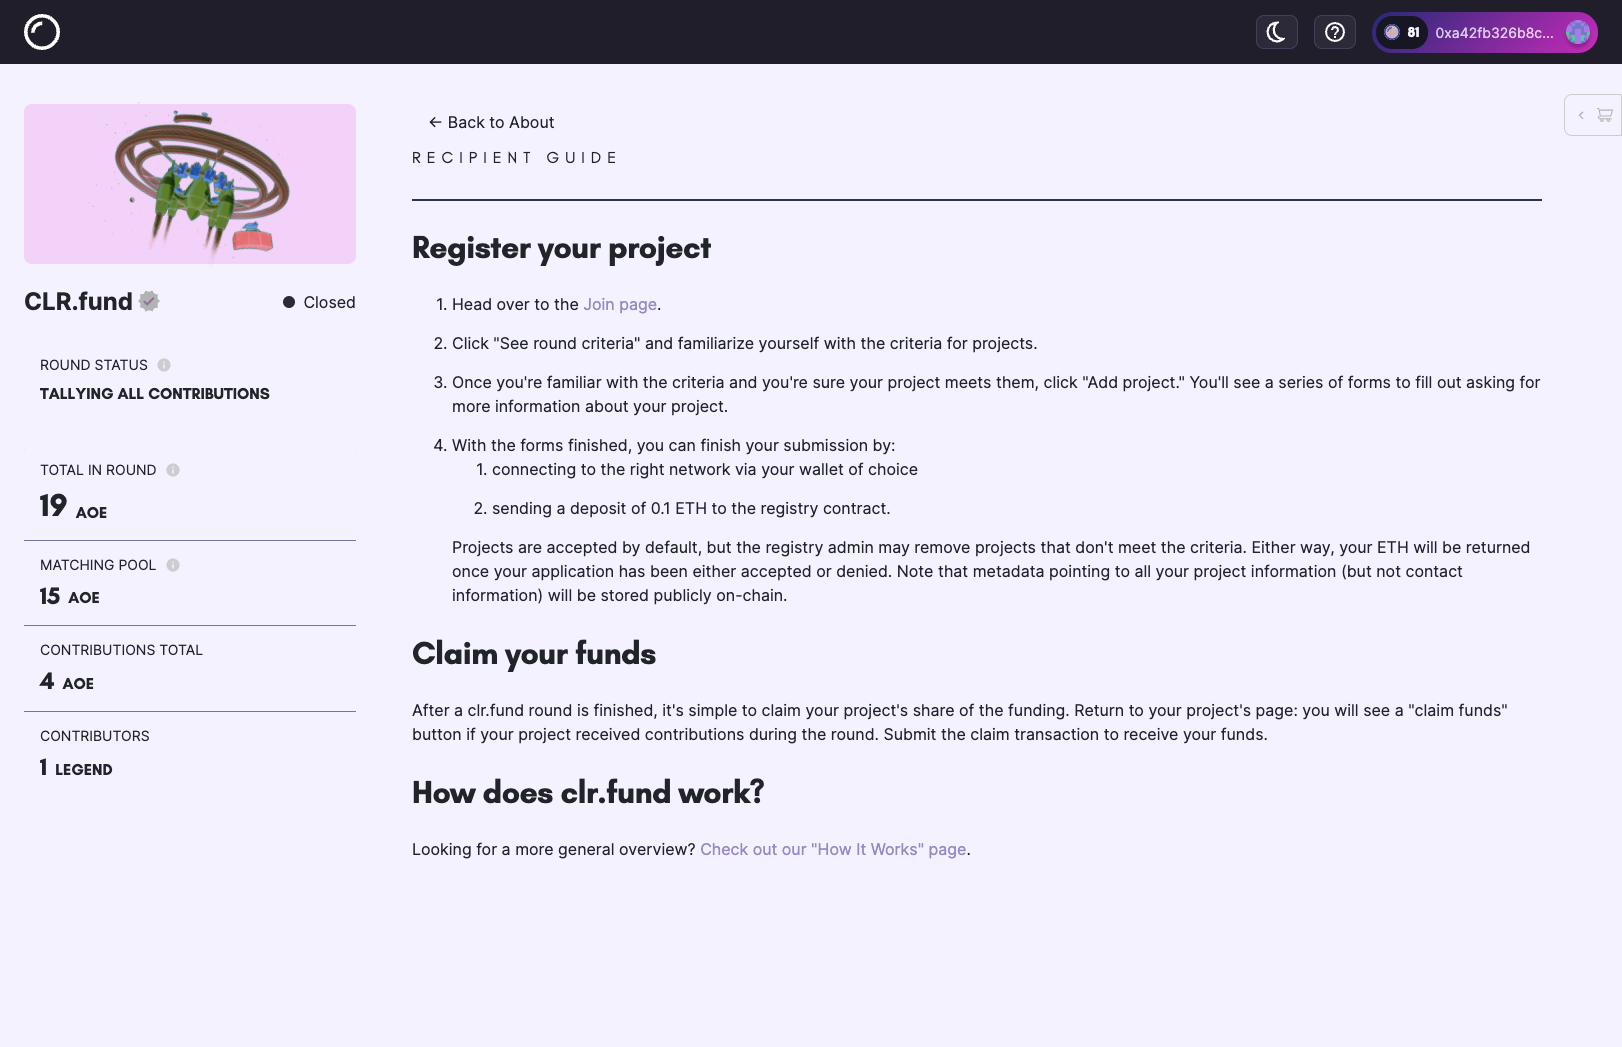 81 0xa42fb326b8c...
← Back to About
RECIPIENT GUIDE
CLR.fund
Closed
ROUND STATUS
TALLYING ALL CONTRIBUTIONS
TOTAL IN ROUND
19 AOE
MATCHING POOL
15 AOE
CONTRIBUTIONS TOTAL
4 AOE
CONTRIBUTORS
1 LEGEND
Register your project
1. Head over to the Join page.
2. Click "See round criteria" and familiarize yourself with the criteria for projects.
3. Once you're familiar with the criteria and you're sure your project meets them, click "Add project." You'll see a series of forms to fill out asking for
more information about your project.
4. With the forms finished, you can finish your submission by:
1. connecting to the right network via your wallet of choice
2. sending a deposit of 0.1 ETH to the registry contract.
Projects are accepted by default, but the registry admin may remove projects that don't meet the criteria. Either way, your ETH will be returned
once your application has been either accepted or denied. Note that metadata pointing to all your project information (but not contact
information) will be stored publicly on-chain.
Claim your funds
After a clr.fund round is finished, it's simple to claim your project's share of the funding. Return to your project's page: you will see a "claim funds"
button if your project received contributions during the round. Submit the claim transaction to receive your funds.
How does clr.fund work?
Looking for a more general overview? Check out our "How It Works" page.